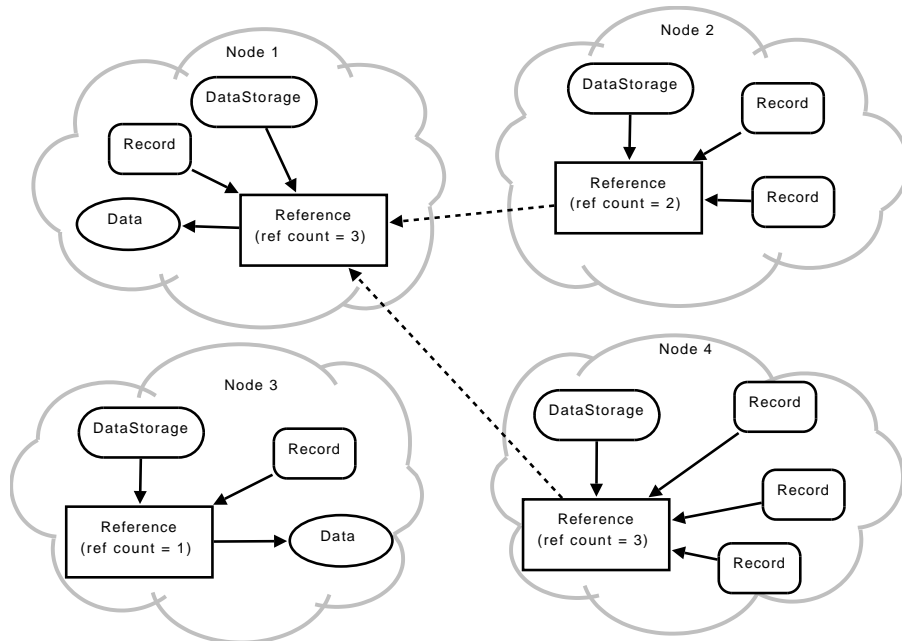 Node 1
DataStorage
Record
Data
Reference
(ref count = 3)
Node 2
DataStorage
Record
Reference
(ref count = 2)
Record
Node 3
DataStorage
Record
Reference
(ref count = 1)
Data
Node 4
DataStorage
Record
Record
Reference
(ref count = 3)
Record